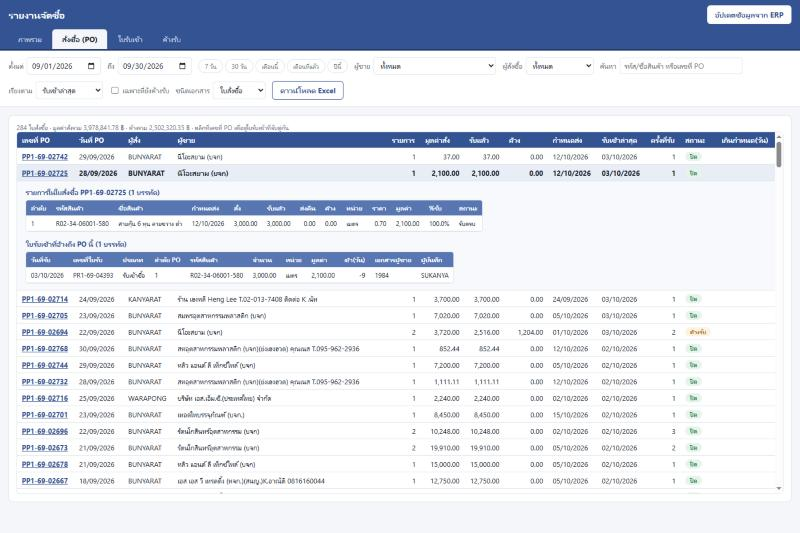 รายงานจัดซื้อ
อัปเดตข้อมูลจาก ERP
ภาพรวม สั่งซื้อ (PO) ใบรับเข้า ค้างรับ
ตั้งแต่ 09/01/2026 ถึง 09/30/2026 7 วัน 30 วัน เดือนนี้ เดือนที่แล้ว ปีนี้ ผู้ขาย ทั้งหมด ผู้สั่งซื้อ ทั้งหมด ค้นหา รหัส/ชื่อสินค้า หรือเลขที่ PO
เรียงตาม รับเข้าล่าสุด เฉพาะที่ยังค้างรับ ชนิดเอกสาร ใบสั่งซื้อ ดาวน์โหลด Excel
284 ใบสั่งซื้อ · มูลค่าสั่งรวม 3,978,841.78 ฿ · ค้างรวม 2,502,320.35 ฿ · คลิกที่เลขที่ PO เพื่อดูใบรับเข้าที่จับคู่กัน
เลขที่ PO วันที่ PO ผู้สั่ง ผู้ขาย รายการ มูลค่าสั่ง รับแล้ว ค้าง กำหนดส่ง รับเข้าล่าสุด ครั้งที่รับ สถานะ เกินกำหนด(วัน)
PP1-69-02742 29/09/2026 BUNYARAT นีโอสยาม (บจก) 1 37.00 37.00 0.00 12/10/2026 03/10/2026 1 ปิด
PP1-69-02725 28/09/2026 BUNYARAT นีโอสยาม (บจก) 1 2,100.00 2,100.00 0.00 12/10/2026 03/10/2026 1 ปิด
รายการในใบสั่งซื้อ PP1-69-02725 (1 บรรทัด)
ลำดับ รหัสสินค้า ชื่อสินค้า กำหนดส่ง สั่ง รับแล้ว ส่งคืน ค้าง หน่วย ราคา มูลค่า %รับ สถานะ
1 R02-34-06001-580 12/10/2026 3,000.00 3,000.00 0.00 0.00 เมตร 0.70 2,100.00 100.0% รับครบ
ใบรับเข้าที่อ้างถึง PO นี้ (1 บรรทัด)
วันที่รับ เลขที่ใบรับ ประเภท ลำดับ PO รหัสสินค้า จำนวน หน่วย มูลค่า ช้า(วัน) เอกสารผู้ขาย ผู้บันทึก
03/10/2026 PR1-69-04393 รับเข้าซื้อ 1 R02-34-06001-580 3,000.00 เมตร 2,100.00 -9 1984 SUKANYA
PP1-69-02714 24/09/2026 KANYARAT ร้าน เฮงหลี Heng Lee T.02-013-7408 ติดต่อ K .นัท 1 3,700.00 3,700.00 0.00 24/09/2026 03/10/2026 1 ปิด
PP1-69-02705 23/09/2026 BUNYARAT สมพรอุตสาหกรรมพลาสติก (บจก) 1 7,020.00 7,020.00 0.00 05/10/2026 03/10/2026 1 ปิด
PP1-69-02694 22/09/2026 BUNYARAT นีโอสยาม (บจก) 2 3,720.00 2,516.00 1,204.00 01/10/2026 03/10/2026 2 ค้างรับ
PP1-69-02768 30/09/2026 BUNYARAT สหอุตสาหกรรมพลาสติก (บจก)(ย่งเฮงฮวด) คุณเนส T.095-962-2936 1 852.44 852.44 0.00 12/10/2026 02/10/2026 1 ปิด
PP1-69-02744 29/09/2026 BUNYARAT หลิว แอนด์ ลี เท็กซ์ไทล์ (บจก) 1 7,200.00 7,200.00 0.00 05/10/2026 02/10/2026 1 ปิด
PP1-69-02732 28/09/2026 BUNYARAT สหอุตสาหกรรมพลาสติก (บจก)(ย่งเฮงฮวด) คุณเนส T.095-962-2936 1 1,111.11 1,111.11 0.00 12/10/2026 02/10/2026 1 ปิด
PP1-69-02716 25/09/2026 WARAPONG บริษัท เอส.เอ็ม.ซี.(ประเทศไทย) จำกัด 1 2,240.00 2,240.00 0.00 02/10/2026 02/10/2026 1 ปิด
PP1-69-02701 23/09/2026 BUNYARAT เทอดไทบรรจุภัณฑ์ (บจก.) 1 8,450.00 8,450.00 0.00 15/10/2026 02/10/2026 1 ปิด
PP1-69-02696 22/09/2026 BUNYARAT รัตน์โกสินทร์อุตสาหกรรม (บจก) 2 10,248.00 10,248.00 0.00 02/10/2026 02/10/2026 3 ปิด
PP1-69-02673 21/09/2026 BUNYARAT รัตน์โกสินทร์อุตสาหกรรม (บจก) 2 19,910.00 19,910.00 0.00 05/10/2026 02/10/2026 2 ปิด
PP1-69-02678 21/09/2026 BUNYARAT หลิว แอนด์ ลี เท็กซ์ไทล์ (บจก) 1 15,000.00 15,000.00 0.00 05/10/2026 02/10/2026 1 ปิด
PP1-69-02667 18/09/2026 BUNYARAT เอส เอส วี เทรดดิ้ง (หจก.)(สมบู.)K.อาณัติ 0816160044 1 12,750.00 12,750.00 0.00 05/10/2026 02/10/2026 1 ปิด